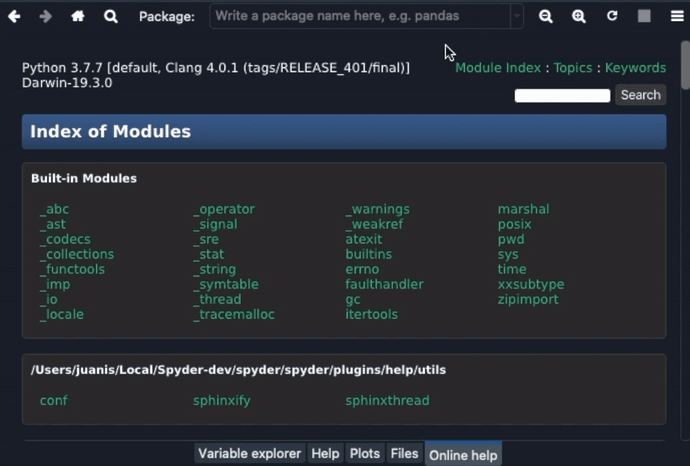 Package: Write a package name here, e.g. pandas
Python 3.7.7 [default, Clang 4.0.1 (tags/RELEASE_401/final)]
Darwin-19.3.0
Module Index : Topics : Keywords
Search
Index of Modules
Built-in Modules
_abc _operator _warnings marshal
_ast _signal _weakref posix
_codecs _sre atexit pwd
_collections _stat builtins sys
_functools _string errno time
_imp _symtable faulthandler xxsubtype
_io _thread gc zipimport
_locale _tracemalloc itertools
/Users/juanis/Local/Spyder-dev/spyder/spyder/plugins/help/utils
conf sphinxify sphinxthread
Variable explorer Help Plots Files Online help